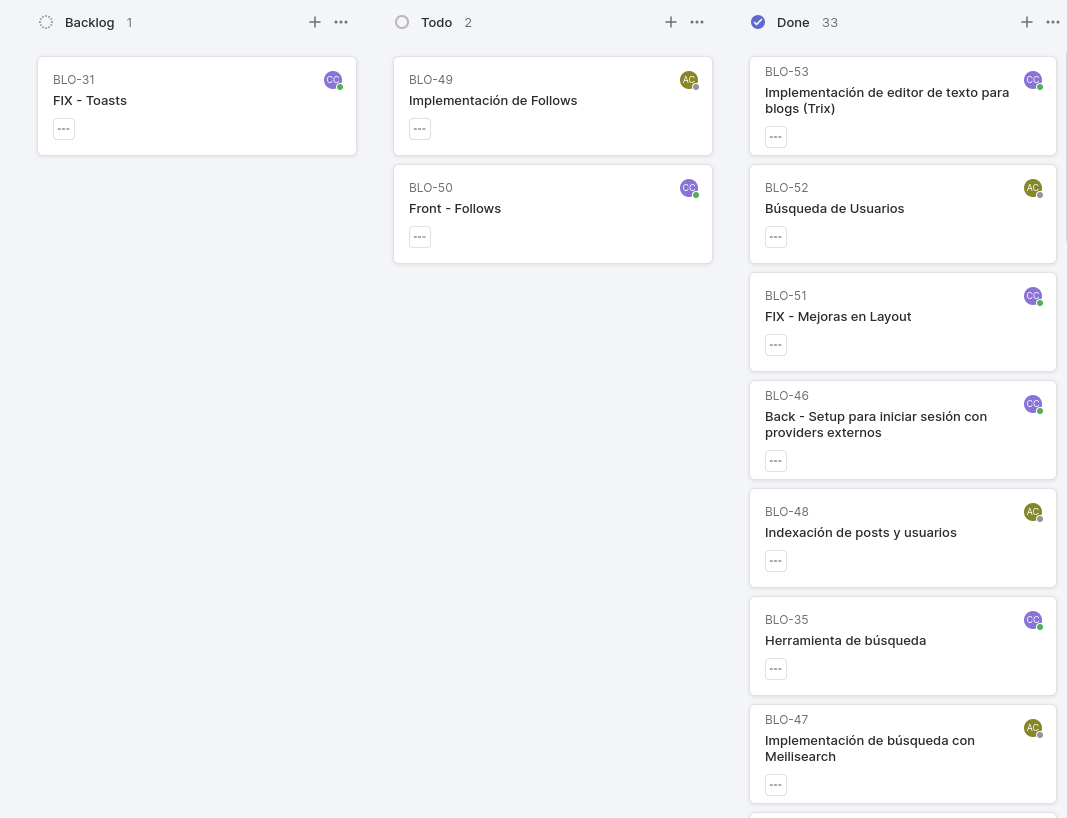 Backlog 1
BLO-31
CC
FIX - Toasts
Todo 2
BLO-49
AC
Implementación de Follows
BLO-50
CC
Front - Follows
Done 33
BLO-53
CC
Implementación de editor de texto para
blogs (Trix)
BLO-52
AC
Búsqueda de Usuarios
BLO-51
CC
FIX - Mejoras en Layout
BLO-46
CC
Back - Setup para iniciar sesión con
providers externos
BLO-48
AC
Indexación de posts y usuarios
BLO-35
CC
Herramienta de búsqueda
BLO-47
AC
Implementación de búsqueda con
Meilisearch